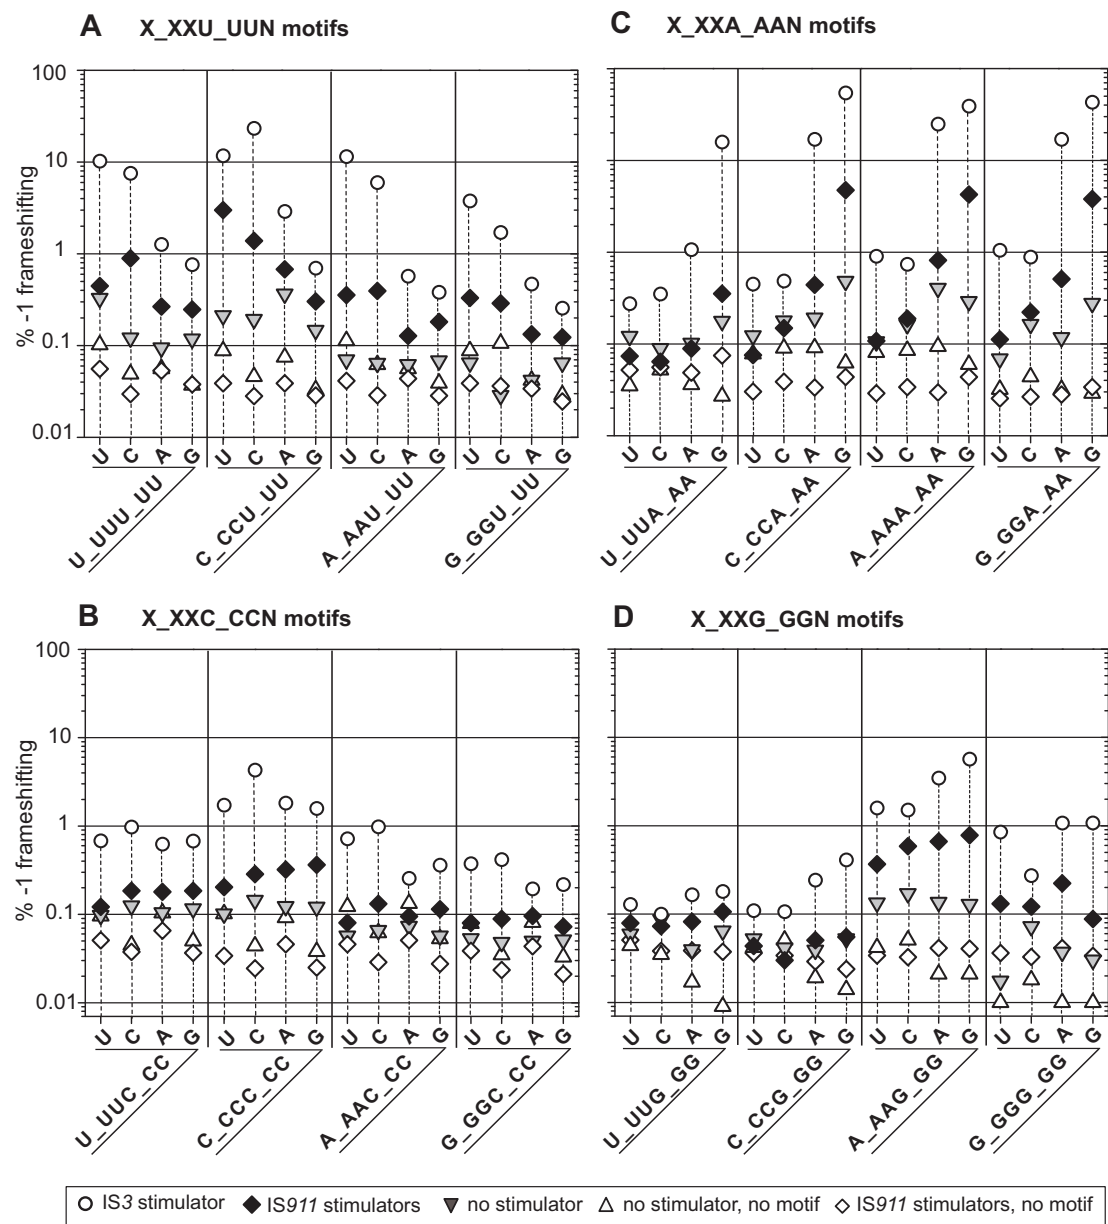 A X_XXU_UUN motifs
% -1 frameshifting
100
10
1
0.1
0.01
U C A G U C A G U C A G U C A G
U_UUU_UU C_CCU_UU A_AAU_UU G_GGU_UU
C X_XXA_AAN motifs
U C A G U C A G U C A G U C A G
U_UUA_AA C_CCA_AA A_AAA_AA G_GGA_AA
B X_XXC_CCN motifs
% -1 frameshifting
100
10
1
0.1
0.01
U C A G U C A G U C A G U C A G
U_UUC_CC C_CCC_CC A_AAC_CC G_GGC_CC
D X_XXG_GGN motifs
U C A G U C A G U C A G U C A G
U_UUG_GG C_CCG_GG A_AAG_GG G_GGG_GG
IS3 stimulator IS911 stimulators no stimulator no stimulator, no motif IS911 stimulators, no motif